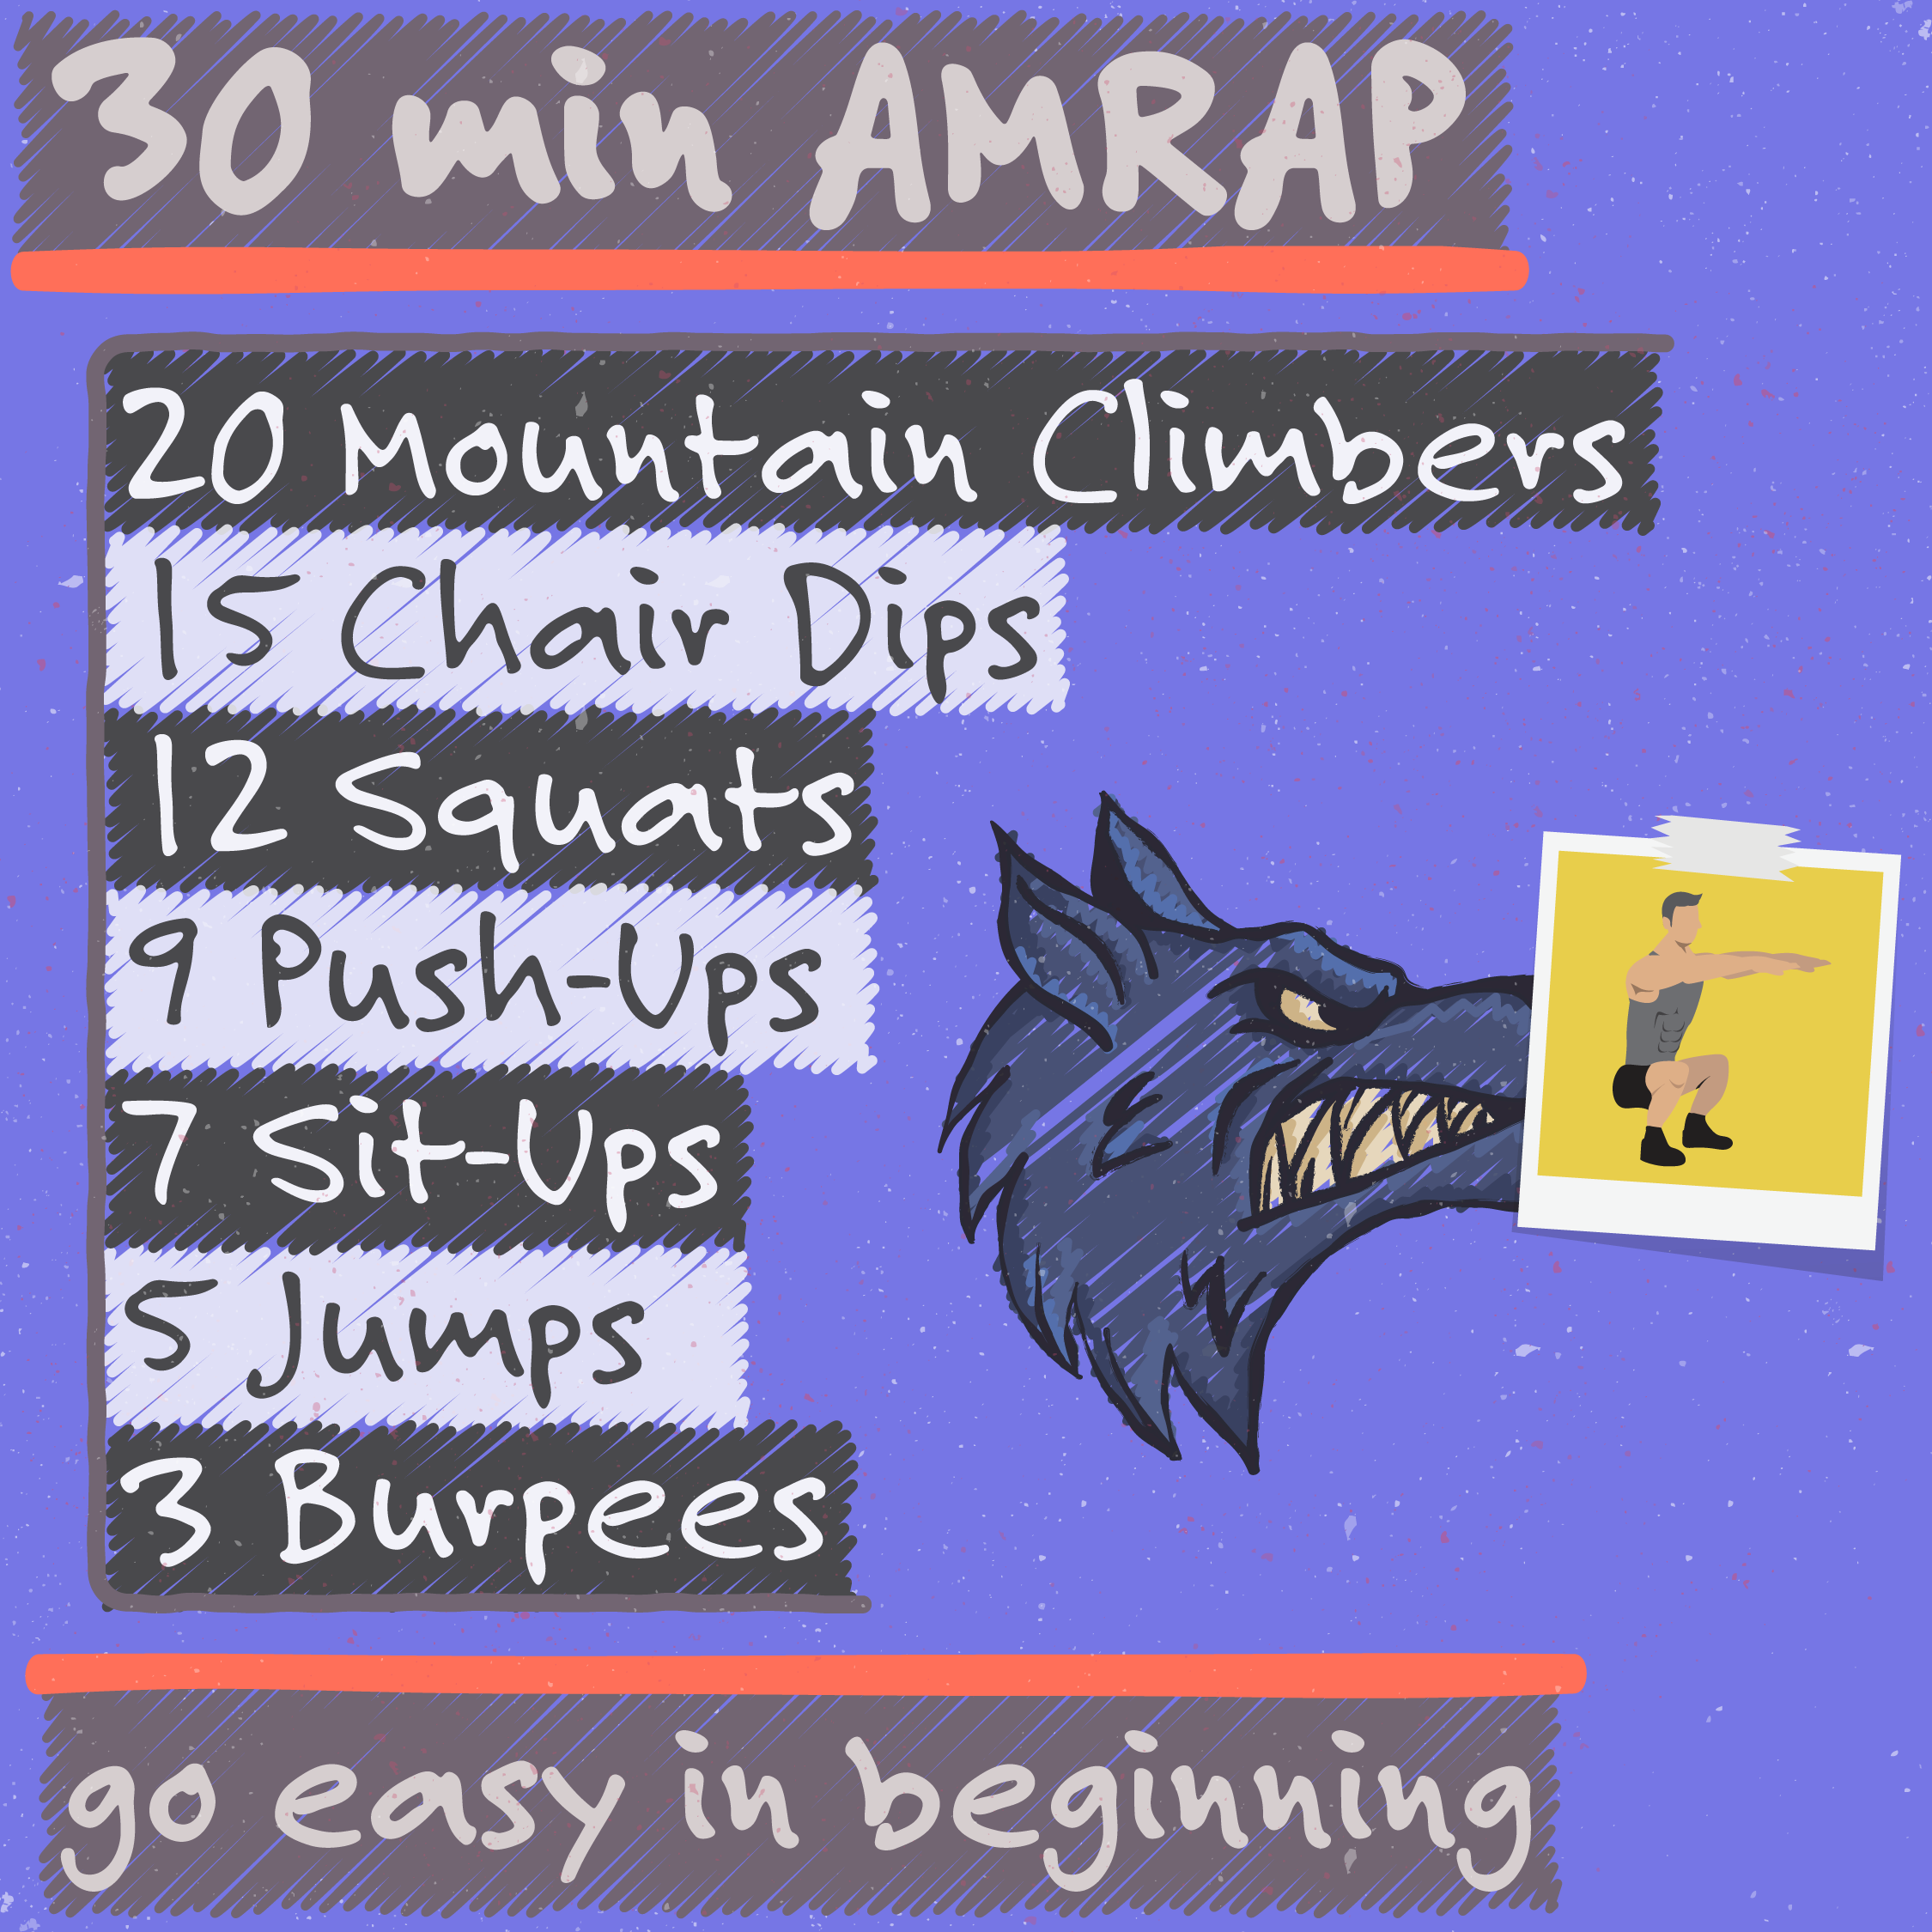 30 min AMRAP
20 Mountain Climbers
15 Chair Dips
12 Squats
9 Push-Ups
7 Sit-Ups
5 Jumps
3 Burpees
go easy in beginning